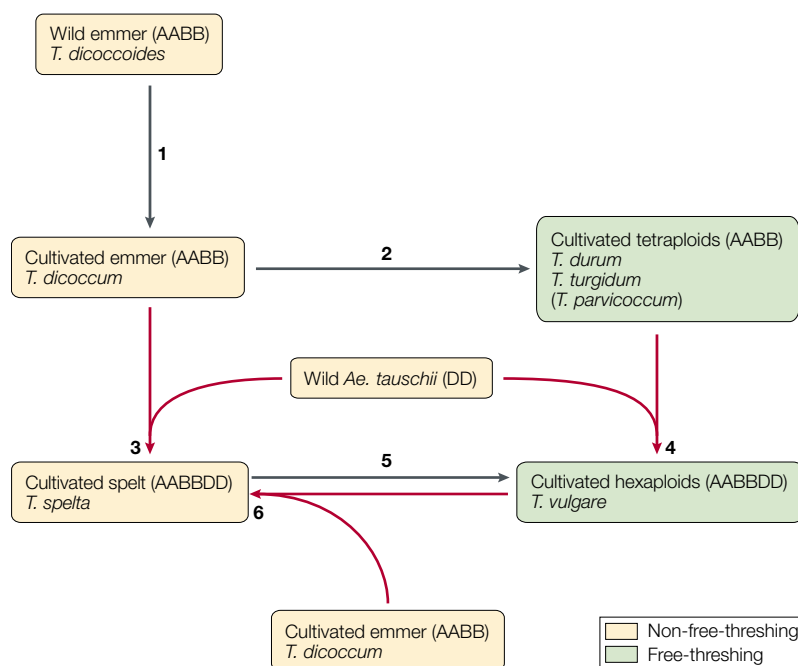 Wild emmer (AABB)
T. dicoccoides
1
Cultivated emmer (AABB)
T. dicoccum
2
Cultivated tetraploids (AABB)
T. durum
T. turgidum
(T. parvicoccum)
Wild Ae. tauschii (DD)
3
4
Cultivated spelt (AABBDD)
T. spelta
5
6
Cultivated hexaploids (AABBDD)
T. vulgare
Cultivated emmer (AABB)
T. dicoccum
Non-free-threshing
Free-threshing